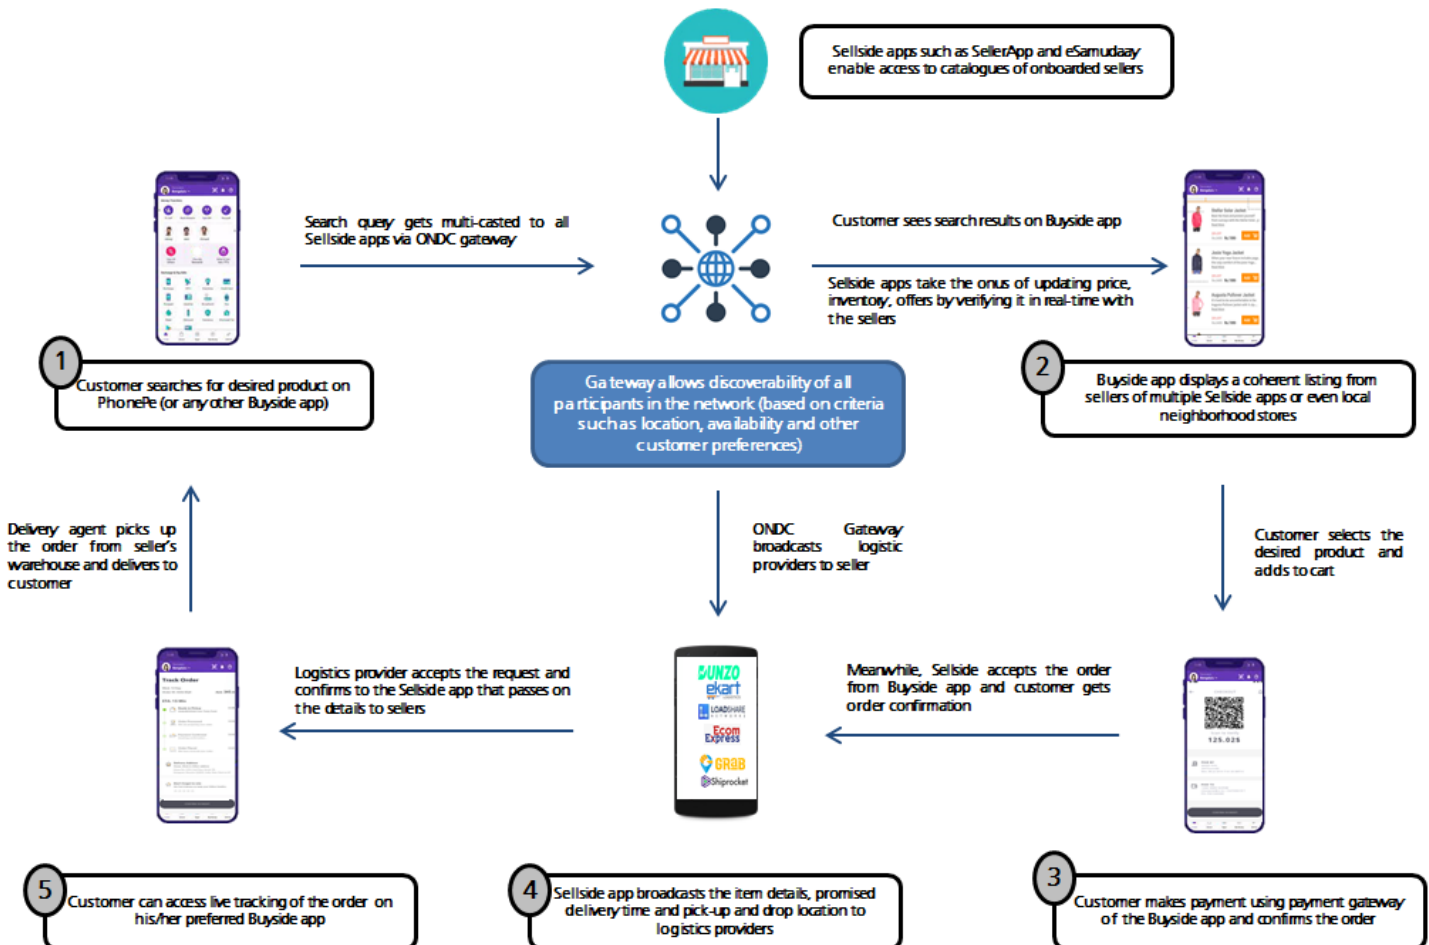 Sellside apps such as SellerApp and eSamudaay
enable access to catalogues of onboarded sellers
Search query gets multi-casted to all
Sellside apps via ONDC gateway
Customer sees search results on Buyside app
Sellside apps take the onus of updating price,
inventory, offers by verifying it in real-time with
the sellers
1
Customer searches for desired product on
PhonePe (or any other Buyside app)
Gateway allows discoverability of all
participants in the network (based on criteria
such as location, availability and other
customer preferences)
2
Buyside app displays a coherent listing from
sellers of multiple Sellside apps or even local
neighborhood stores
Delivery agent picks up
the order from seller's
warehouse and delivers to
customer
ONDC Gateway
broadcasts logistic
providers to seller
Customer selects the
desired product and
adds to cart
Track Order
Logistics provider accepts the request and
confirms to the Sellside app that passes on
the details to sellers
DUNZO
ekart
LOADSHARE
NETWORKS
Ecom
Express
GRAB
Shiprocket
Meanwhile, Sellside accepts the order
from Buyside app and customer gets
order confirmation
125.02$
5
Customer can access live tracking of the order on
his/her preferred Buyside app
4
Sellside app broadcasts the item details, promised
delivery time and pick-up and drop location to
logistics providers
3
Customer makes payment using payment gateway
of the Buyside app and confirms the order